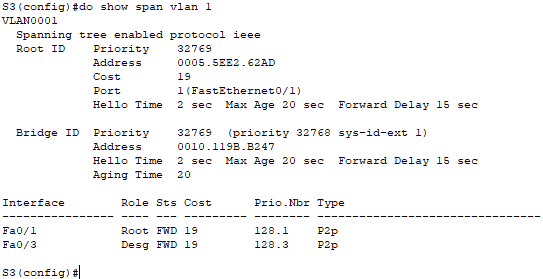 S3(config)#do show span vlan 1
VLAN0001
  Spanning tree enabled protocol ieee
  Root ID    Priority    32769
             Address     0005.5EE2.62AD
             Cost        19
             Port        1(FastEthernet0/1)
             Hello Time  2 sec  Max Age 20 sec  Forward Delay 15 sec

  Bridge ID  Priority    32769  (priority 32768 sys-id-ext 1)
             Address     0010.119B.B247
             Hello Time  2 sec  Max Age 20 sec  Forward Delay 15 sec
             Aging Time  20

Interface        Role Sts Cost      Prio.Nbr Type
---------------- ---- --- --------- -------- --------------------------------
Fa0/1            Root FWD 19        128.1    P2p
Fa0/3            Desg FWD 19        128.3    P2p

S3(config)#